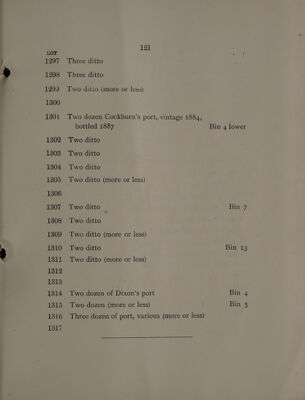 121
LOT
1297 Three ditto
1298 Three ditto
1299 Two ditto (more or less)
1300
1301 Two dozen Cockburn's port, vintage 1884,
bottled 1887 Bin 4 lower
1302 Two ditto
1303 Two ditto
1304 Two ditto
1305 Two ditto (more or less)
1306
1307 Two ditto Bin 7
1308 Two ditto
1309 Two ditto (more or less)
1310 Two ditto Bin 13
1311 Two ditto (more or less)
1312
1313
1314 Two dozen of Dixon's port Bin 4
1315 Two dozen (more or less) Bin 5
1316 Three dozen of port, various (more or less)
1317